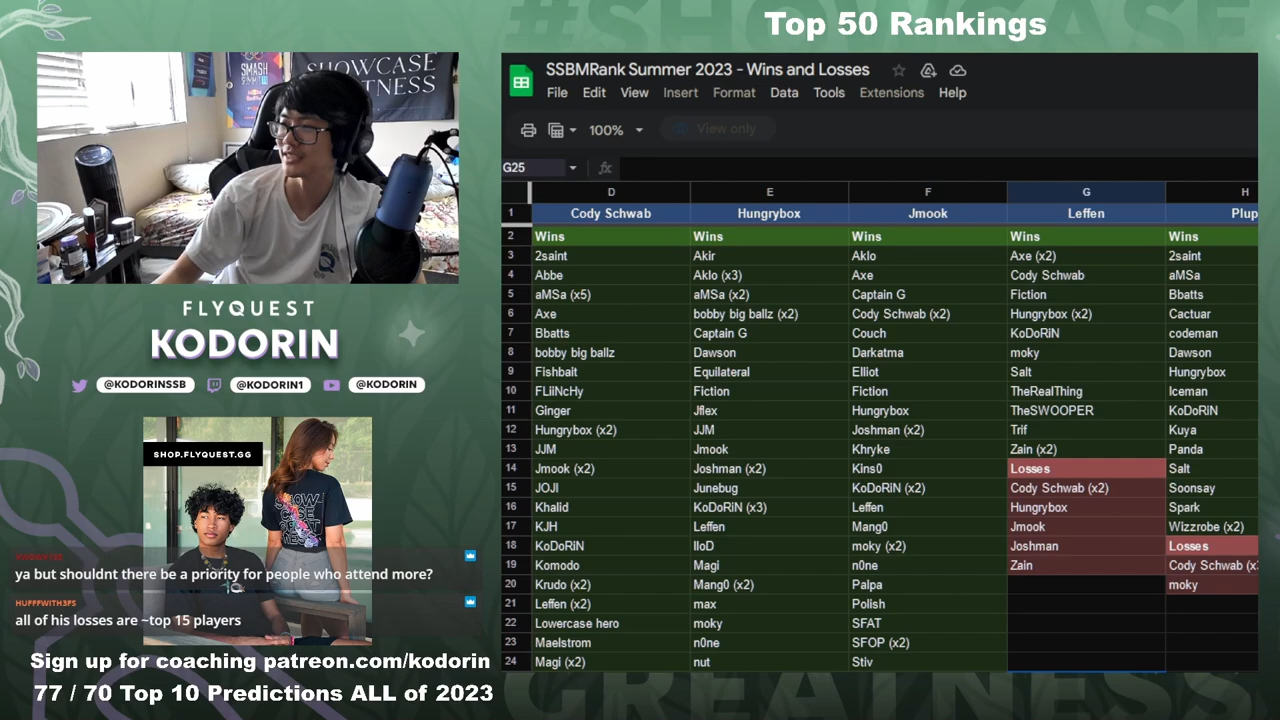 #SHOWCASE
Top 50 Rankings
SMASH
SHOWCASE
SSBMRank Summer 2023 - Wins and Losses
File Edit View Insert Format Data Tools Extensions Help
100% View only
G25 fx
D E F G H
1 Cody Schwab Hungrybox Jmook Leffen Plup
2 Wins Wins Wins Wins Wins
3 2saint Akir Aklo Axe (x2) 2saint
4 Abbe Aklo (x3) Axe Cody Schwab aMSa
5 aMSa (x5) aMSa (x2) Captain G Fiction Bbatts
6 Axe bobby big ballz (x2) Cody Schwab (x2) Hungrybox (x2) Cactuar
7 Bbatts Captain G Couch KoDoRiN codeman
8 bobby big ballz Dawson Darkatma moky Dawson
9 Fishbait Equilateral Elliot Salt Hungrybox
10 FLiiNcHy Fiction Fiction TheRealThing Iceman
11 Ginger Jflex Hungrybox TheSWOOPER KoDoRiN
12 Hungrybox (x2) JJM Joshman (x2) Trif Kuya
13 JJM Jmook Khryke Zain (x2) Panda
14 Jmook (x2) Joshman (x2) Kins0 Losses Salt
15 JOJI Junebug KoDoRiN (x2) Cody Schwab (x2) Soonsay
16 Khalid KoDoRiN (x3) Leffen Hungrybox Spark
17 KJH Leffen Mang0 Jmook Wizzrobe (x2)
18 KoDoRiN lloD moky (x2) Joshman Losses
19 Komodo Magi n0ne Zain Cody Schwab (x
20 Krudo (x2) Mang0 (x2) Palpa moky
21 Leffen (x2) max Polish
22 Lowercase hero moky SFAT
23 Maelstrom n0ne SFOP (x2)
24 Magi (x2) nut Stiv
FLYQUEST
KODORIN
@KODORINSSB @KODORIN1 @KODORIN
SHOP.FLYQUEST.GG
ya but shouldnt there be a priority for people who attend more?
HUFFFWITH3FS
all of his losses are ~top 15 players
Sign up for coaching patreon.com/kodorin
77 / 70 Top 10 Predictions ALL of 2023
GREATNESS